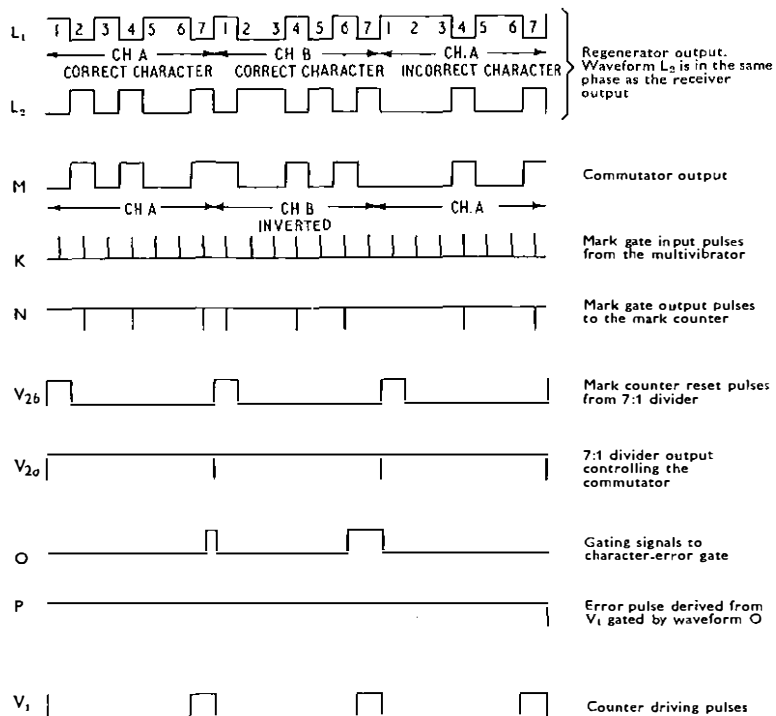 L₁
1 2 3 4 5 6 7 1 2 3 4 5 6 7 1 2 3 4 5 6 7
CH A CH B CH.A
CORRECT CHARACTER CORRECT CHARACTER INCORRECT CHARACTER
Regenerator output.
Waveform L₂ is in the same
phase as the receiver
output
L₂
M
Commutator output
CH A CH B CH.A
INVERTED
K
Mark gate input pulses
from the multivibrator
N
Mark gate output pulses
to the mark counter
V₂b
Mark counter reset pulses
from 7:1 divider
V₂a
7:1 divider output
controlling the
commutator
O
Gating signals to
character-error gate
P
Error pulse derived from
V₁ gated by waveform O
V₁
Counter driving pulses